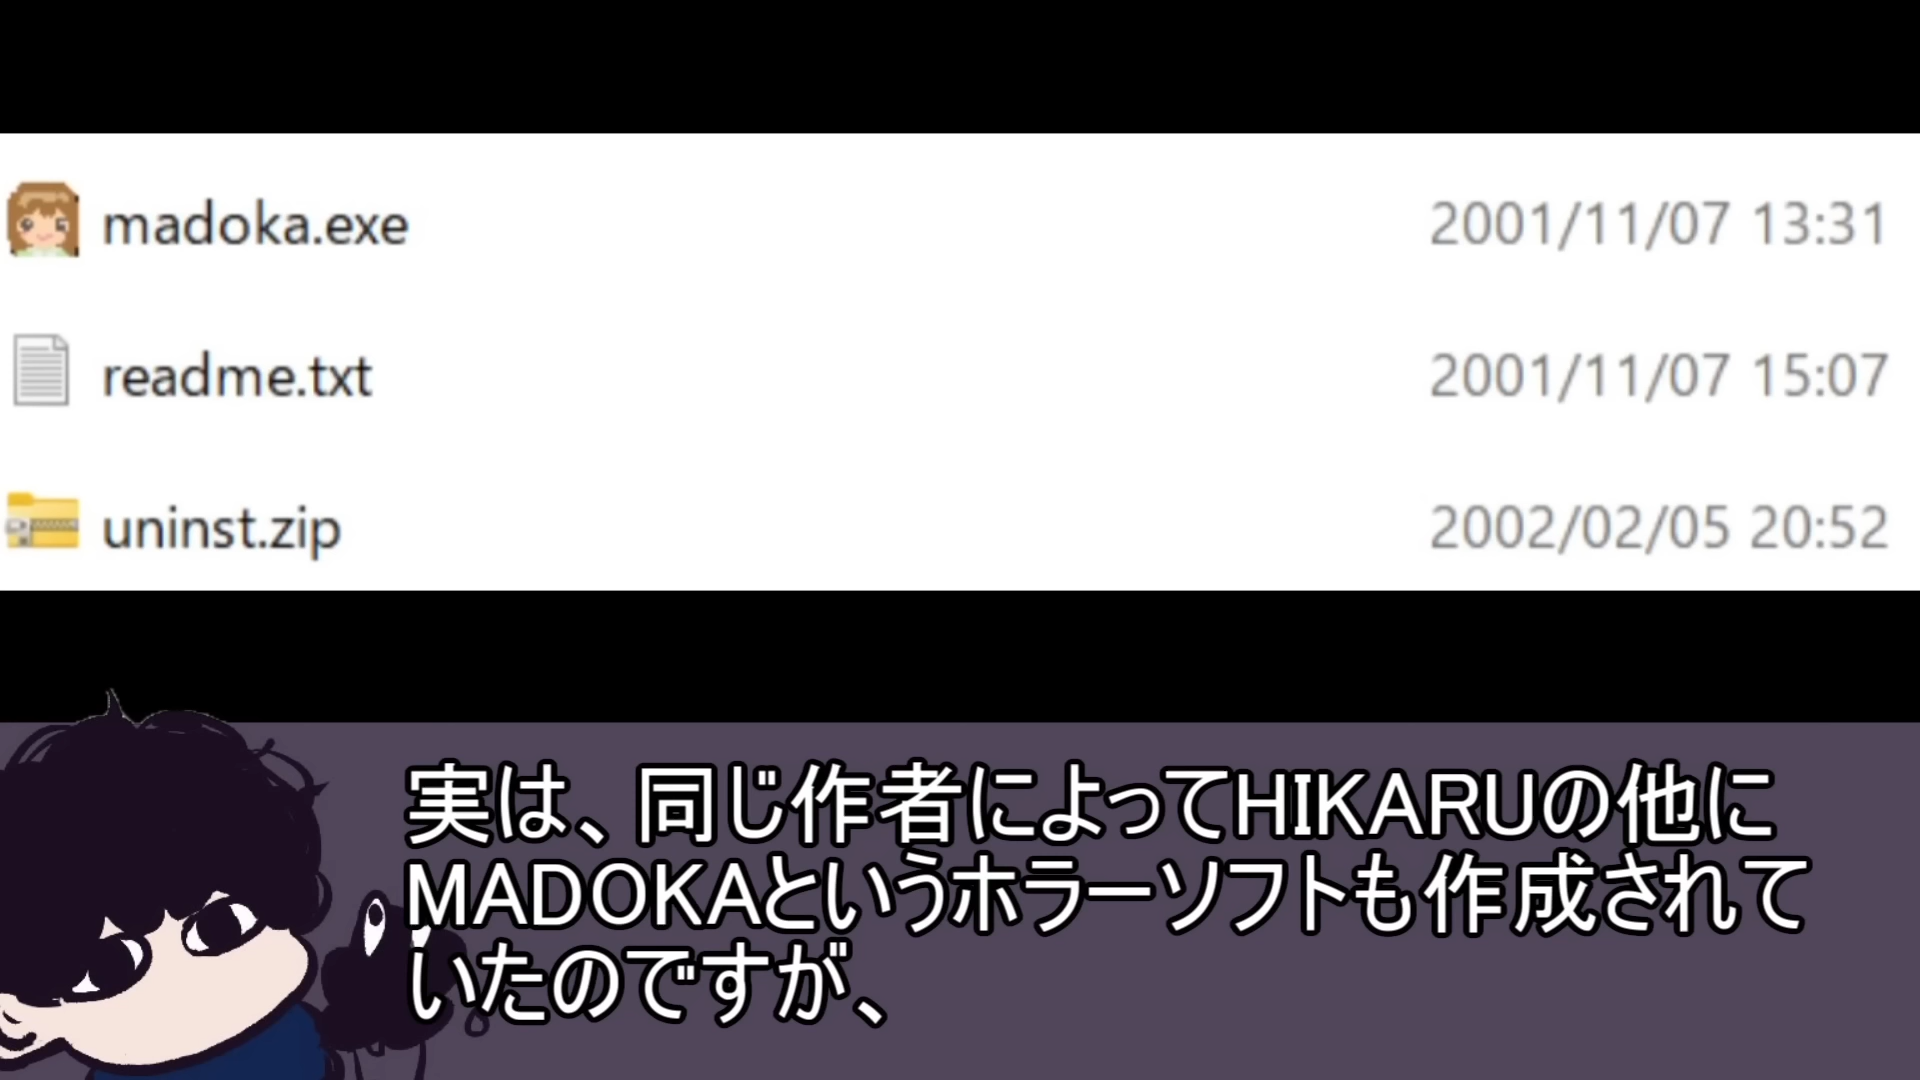 madoka.exe 2001/11/07 13:31
readme.txt 2001/11/07 15:07
uninst.zip 2002/02/05 20:52
実は、同じ作者によってHIKARUの他に
MADOKAというホラーソフトも作成されて
いたのですが、